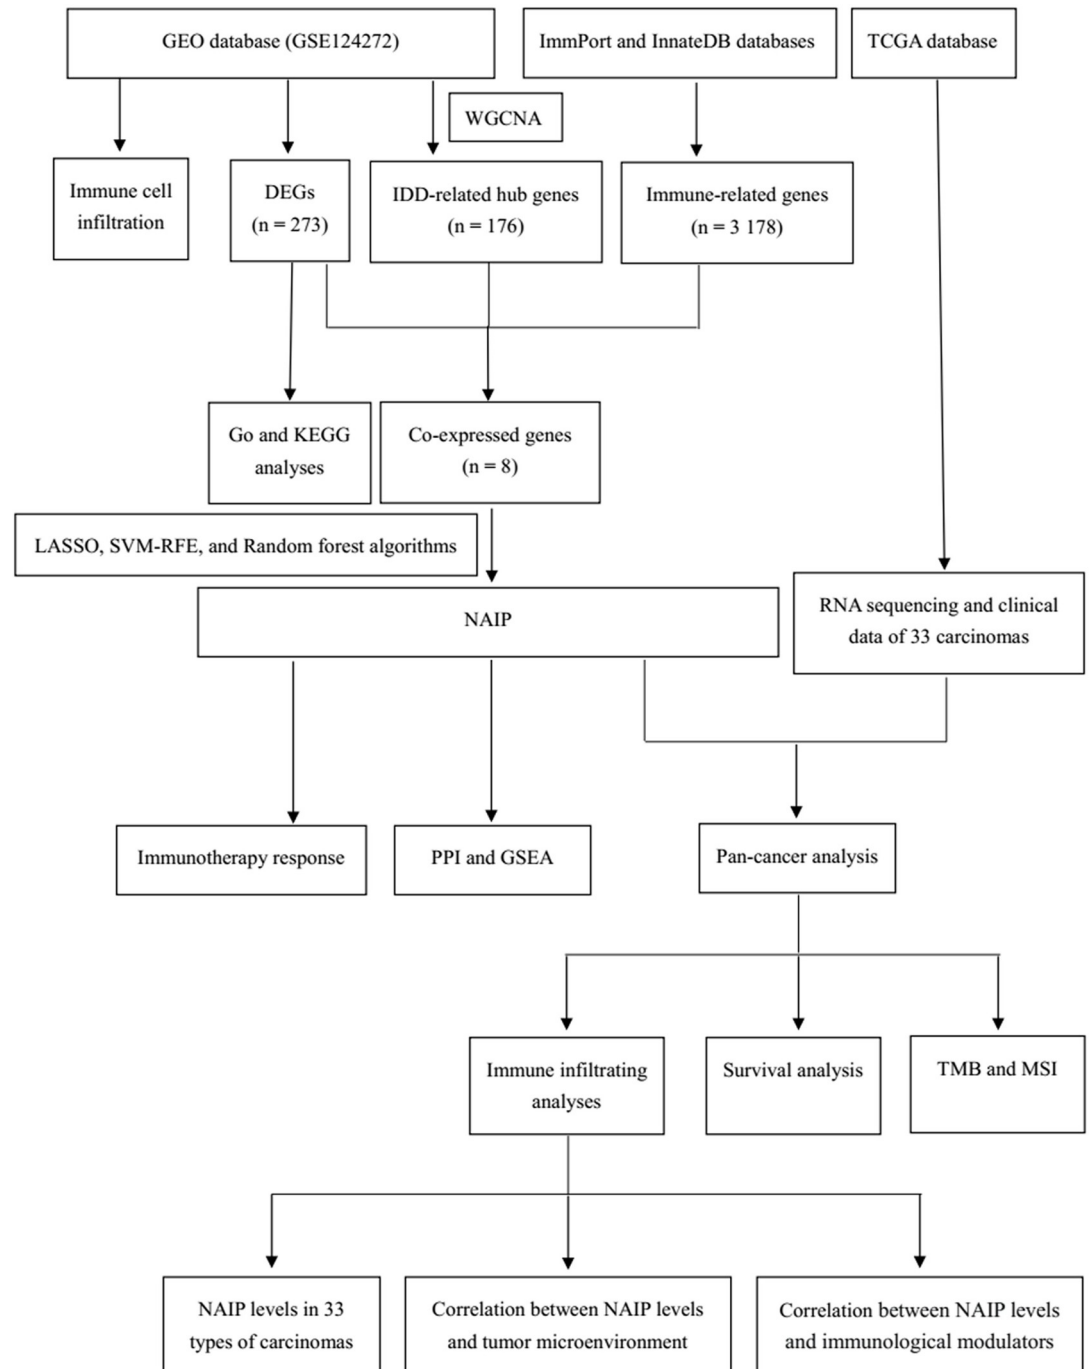 GEO database (GSE124272)
ImmPort and InnateDB databases
TCGA database
WGCNA
Immune cell
infiltration
DEGs
(n = 273)
IDD-related hub genes
(n = 176)
Immune-related genes
(n = 3 178)
Go and KEGG
analyses
Co-expressed genes
(n = 8)
LASSO, SVM-RFE, and Random forest algorithms
NAIP
RNA sequencing and clinical
data of 33 carcinomas
Immunotherapy response
PPI and GSEA
Pan-cancer analysis
Immune infiltrating
analyses
Survival analysis
TMB and MSI
NAIP levels in 33
types of carcinomas
Correlation between NAIP levels
and tumor microenvironment
Correlation between NAIP levels
and immunological modulators